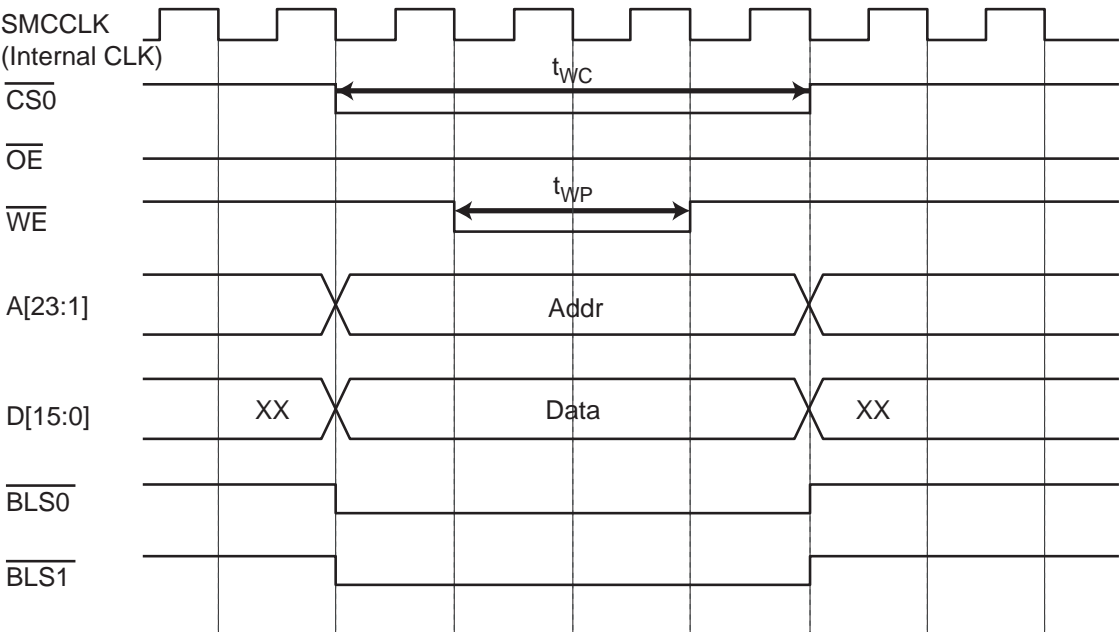 SMCCLK
(Internal CLK)
tWC
CS0
OE
tWP
WE
A[23:1]
Addr
D[15:0]
XX
Data
XX
BLS0
BLS1